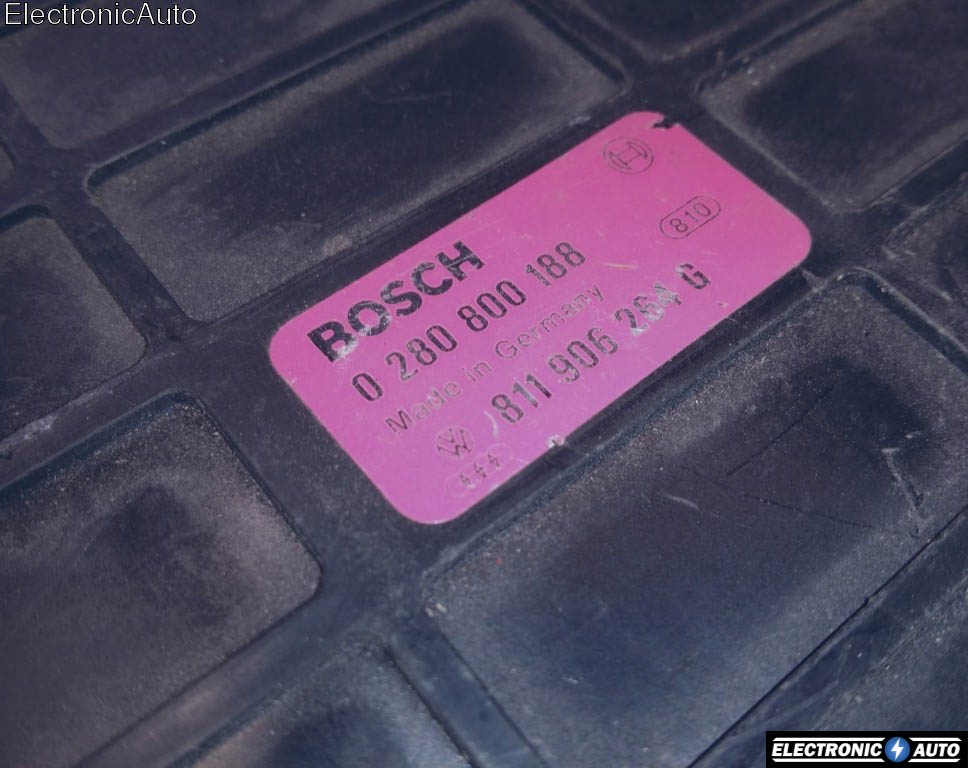 ElectronicAuto
BOSCH
0 280 800 188
810
Made in Germany
811 906 264 G
ELECTRONIC AUTO